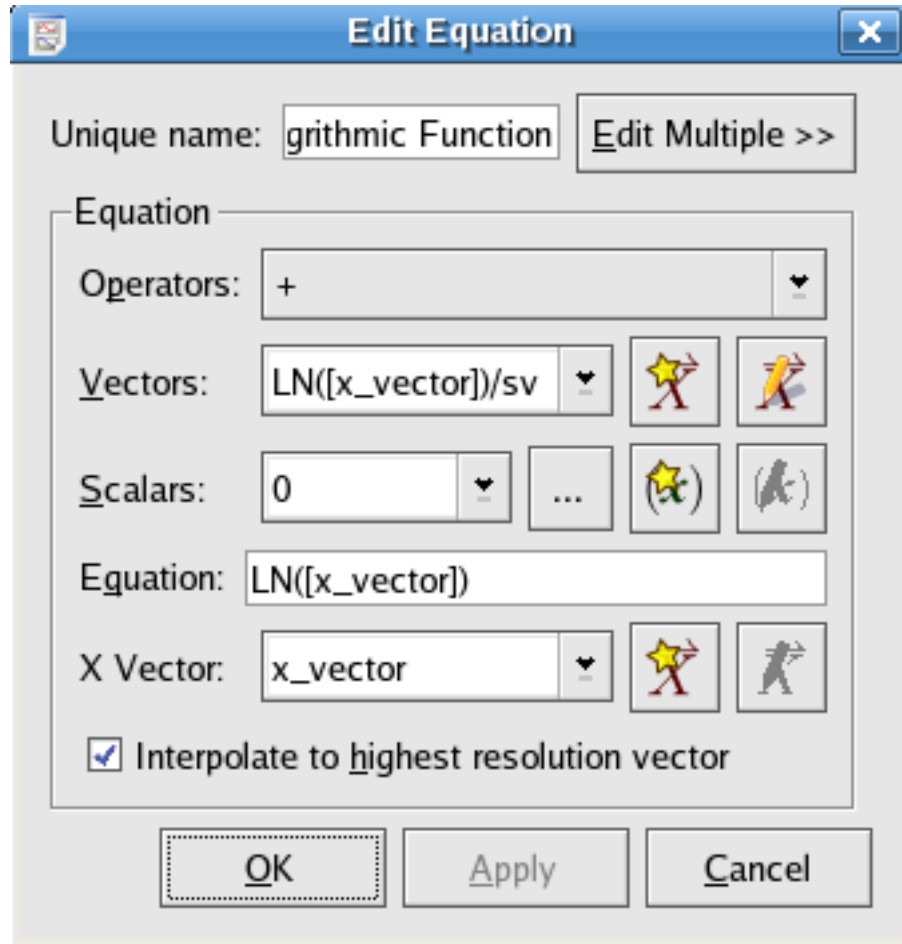 Edit Equation
Unique name: grithmic Function Edit Multiple >>
Equation
Operators: +
Vectors: LN([x_vector])/sv
Scalars: 0 ... (x) (x)
Equation: LN([x_vector])
X Vector: x_vector
Interpolate to highest resolution vector
OK Apply Cancel